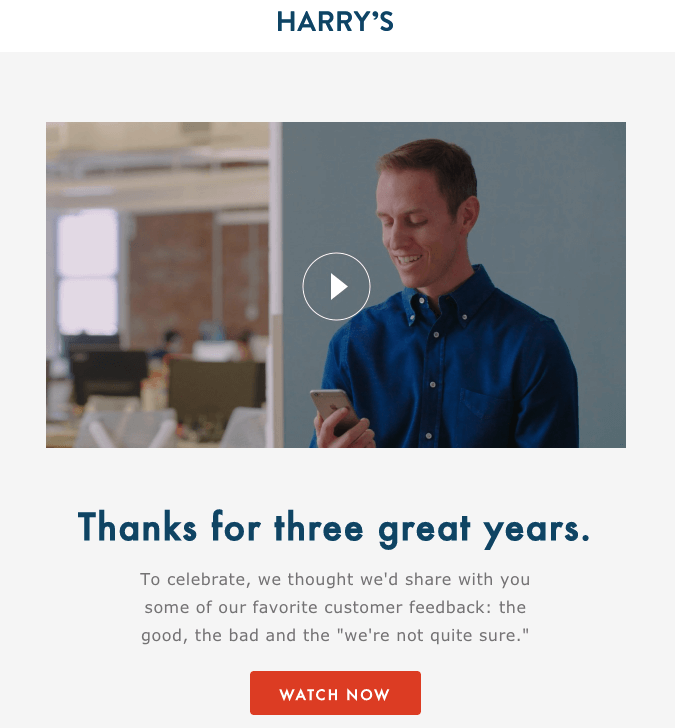 HARRY'S
Thanks for three great years.
To celebrate, we thought we'd share with you
some of our favorite customer feedback: the
good, the bad and the "we're not quite sure."
WATCH NOW